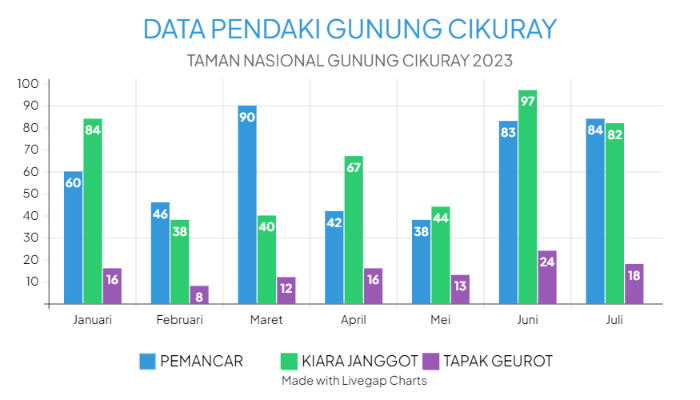 DATA PENDAKI GUNUNG CIKURAY
TAMAN NASIONAL GUNUNG CIKURAY 2023
100
90
80
70
60
50
40
30
20
10
60 84 16
46 38 8
90 40 12
42 67 16
38 44 13
83 97 24
84 82 18
Januari Februari Maret April Mei Juni Juli
PEMANCAR KIARA JANGGOT TAPAK GEUROT
Made with Livegap Charts